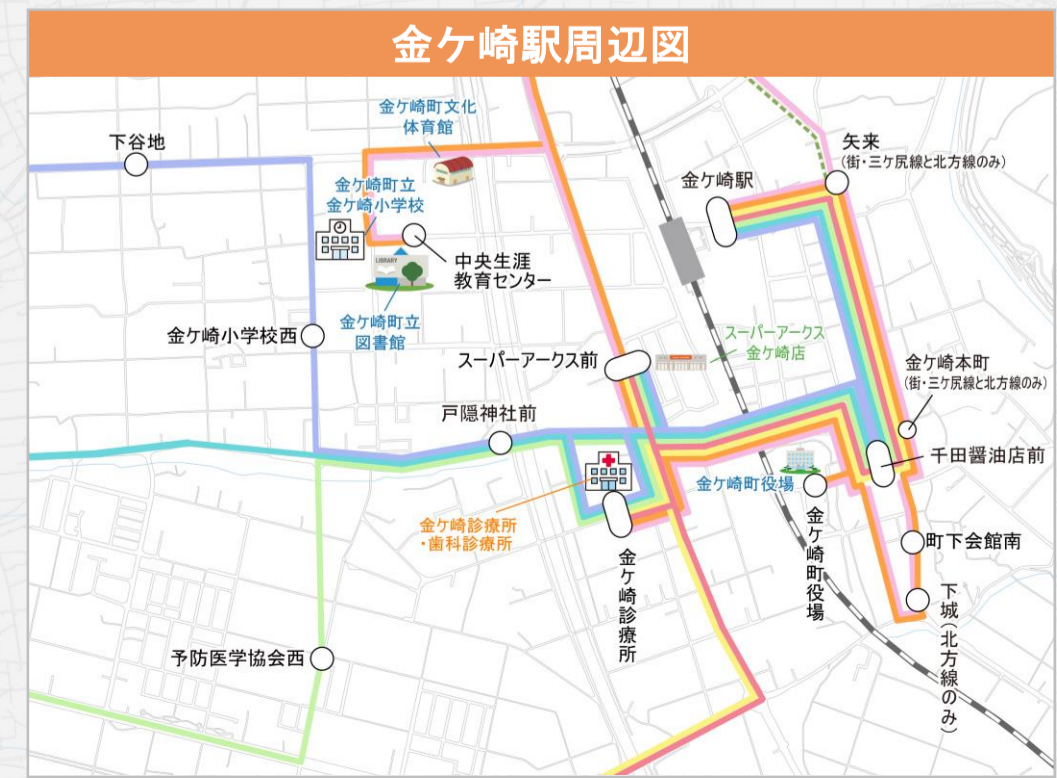 金ケ崎駅周辺図
金ケ崎町文化
体育館
下谷地
矢来
(街・三ケ尻線と北方線のみ)
金ケ崎駅
金ケ崎町立
金ケ崎小学校
LIBRARY
中央生涯
教育センター
金ケ崎町立
図書館
金ケ崎小学校西
スーパーアークス
金ケ崎店
スーパーアークス前
金ケ崎本町
(街・三ケ尻線と北方線のみ)
戸隠神社前
千田醤油店前
金ケ崎町役場
金ケ崎診療所
・歯科診療所
金ケ崎診療所
金ケ崎町役場
町下会館南
下城(北方線のみ)
予防医学協会西